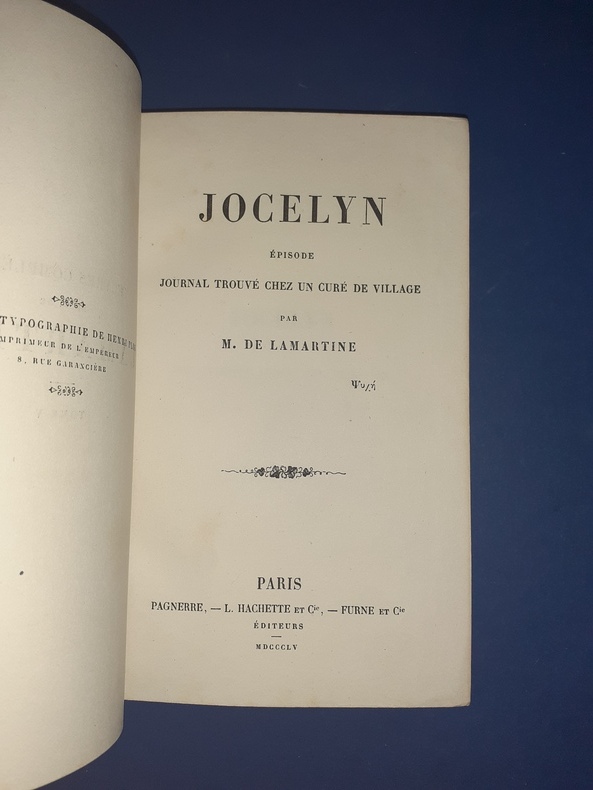 TYPOGRAPHIE DE HENRI
IMPRIMEUR DE L'EMPEREUR
8, RUE GARANCIÈRE
JOCELYN
ÉPISODE
JOURNAL TROUVÉ CHEZ UN CURÉ DE VILLAGE
PAR
M. DE LAMARTINE
Ψυχή
PARIS
PAGNERRE, — L. HACHETTE ET Cie, — FURNE ET Cie
ÉDITEURS
MDCCCLV